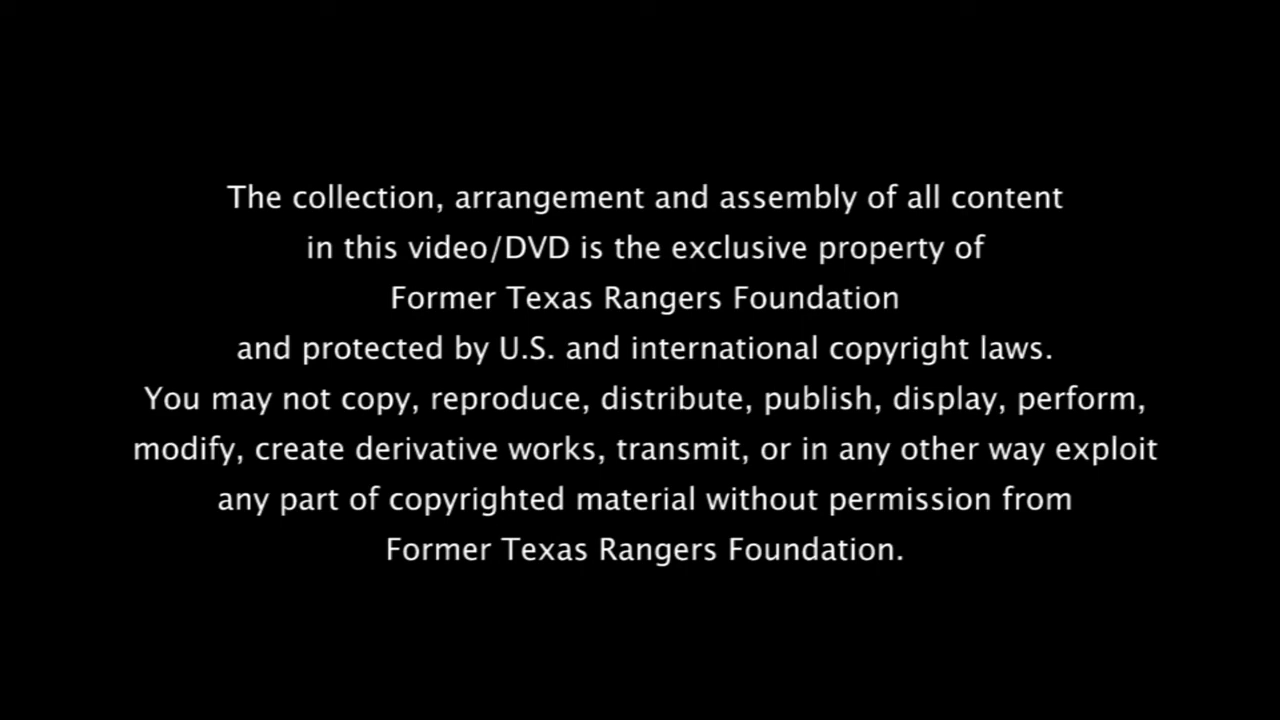 The collection, arrangement and assembly of all content
in this video/DVD is the exclusive property of
Former Texas Rangers Foundation
and protected by U.S. and international copyright laws.
You may not copy, reproduce, distribute, publish, display, perform,
modify, create derivative works, transmit, or in any other way exploit
any part of copyrighted material without permission from
Former Texas Rangers Foundation.